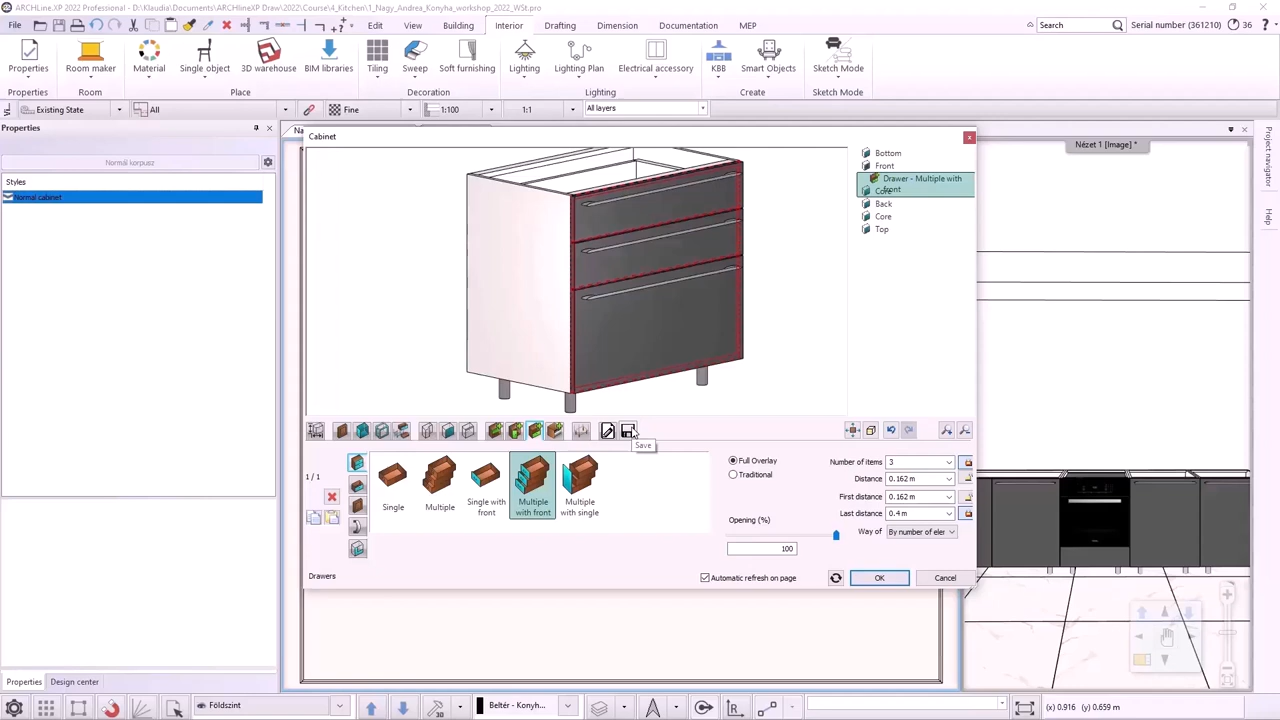 ARCHline.XP 2022 Professional - C:\Klaudia\Documents\ARCHlineXP Draw\2022\Course\4_Kitchen\1_Nagy_Andrea_Konyha_workshop_2022_WSt.pro
File
Edit
View
Building
Interior
Drafting
Dimension
Documentation
MEP
Search
Serial number (361210)
36
Properties
Room maker
Material
Single object
3D warehouse
BIM libraries
Tiling
Sweep
Soft furnishing
Lighting
Lighting Plan
Electrical accessory
KBB
Smart Objects
Sketch Mode
Properties
Room
Place
Decoration
Lighting
Create
Sketch Mode
Existing State
All
Fine
1:100
1:1
All layers
Properties
Normál korpusz
Styles
Normal cabinet
Na
Cabinet
Nézet 1 [Image] *
Project navigator
Help
Bottom
Front
Drawer - Multiple with front
Core
Back
Core
Top
Save
1 / 1
Single
Multiple
Single with front
Multiple with front
Multiple with single
Full Overlay
Traditional
Opening (%)
100
Number of items
3
Distance
0.162 m
First distance
0.162 m
Last distance
0.4 m
Way of
By number of eler
Drawers
Automatic refresh on page
OK
Cancel
Properties
Design center
Földszint
30
Beltér - Konyh...
(x) 0.916 (y) 0.659 m